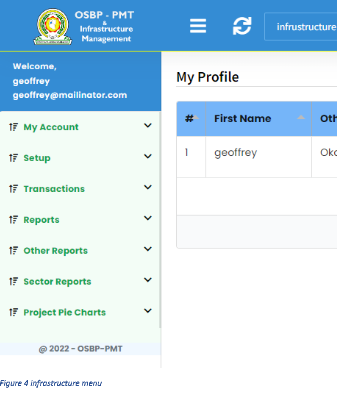 OSBP - PMT
&
Infrastructure
Management
infrustructure
Welcome,
geoffrey
geoffrey@mailinator.com
My Account
Setup
Transactions
Reports
Other Reports
Sector Reports
Project Pie Charts
@ 2022 - OSBP-PMT
My Profile
# First Name Oth
1 geoffrey Oko
Figure 4 infrastructure menu